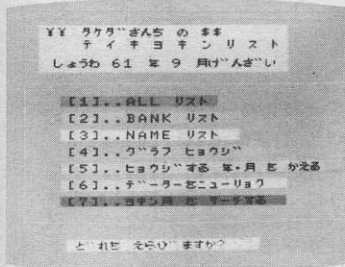 ¥¥ タケダ゛さんち の $$
テ イ キ ヨ キ ン リ ス ト
しょうわ 61 年 9 月げ゛んざ゛い
[1]..ALL リスト
[2]..BANK リスト
[3]..NAME リスト
[4]..グ゛ラフ ヒョウジ゛
[5]..ヒョウジ゛する 年・月 を かえる
[6]..デ゛ーターをニューリョク
[7]..ヨキン月 を サーチする
ど゛れを えらび゛ますか?